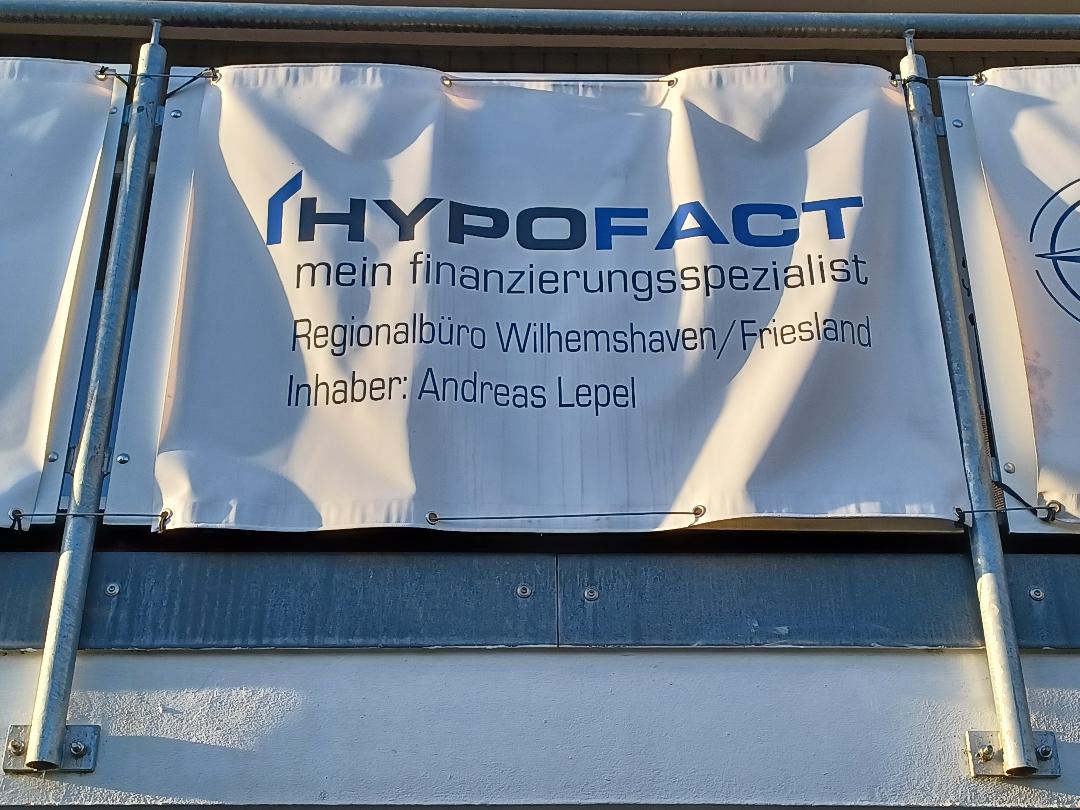 HYPOFACT
mein finanzierungsspezialist
Regionalbüro Wilhemshaven/Friesland
Inhaber: Andreas Lepel